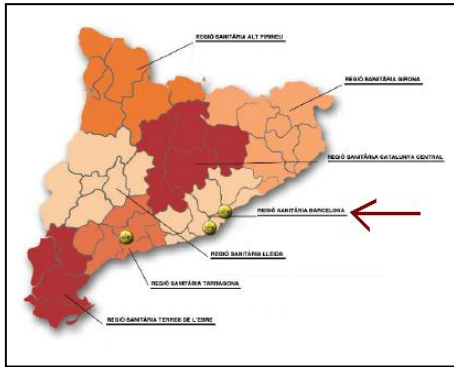 REGIÓ SANITÀRIA ALT PIRINEU
REGIÓ SANITÀRIA GIRONA
REGIÓ SANITÀRIA CATALUNYA CENTRAL
REGIÓ SANITÀRIA BARCELONA
REGIÓ SANITÀRIA LLEIDA
REGIÓ SANITÀRIA TARRAGONA
REGIÓ SANITÀRIA TERRES DE L'EBRE